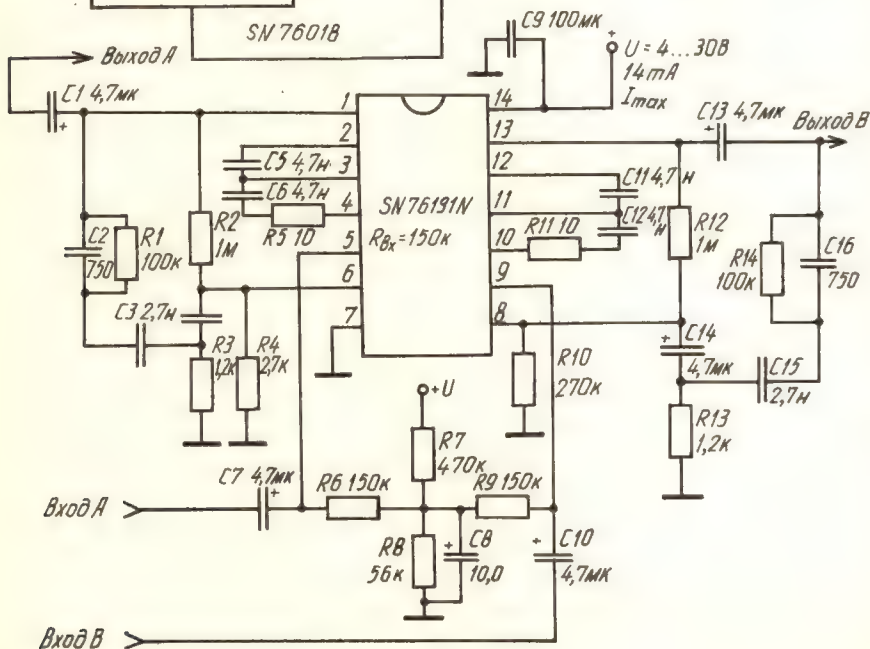 SN 76018
C9 100мк
+
Выход А
U = 4...30В
14mA
Imax
C1 4,7мк
+
1
14
C13 4,7мк
+
Выход В
2
13
C5 4,7н
3
12
C11 4,7н
C6 4,7н
4
SN76191N
11
C12 4,7н
R5 10
Rвх=150к
R11 10
5
10
R2
1М
C2
750
R1
100к
6
9
R12
1М
R14
100к
C16
750
C3 2,7н
7
8
R3
1,2к
R4
2,7к
R10
270к
+
C14
4,7мк
C15
2,7н
+U
R13
1,2к
R7
470к
C7 4,7мк
+
R6 150к
R9 150к
Вход А
R8
56к
+
C8
10,0
+
C10
4,7мк
Вход В